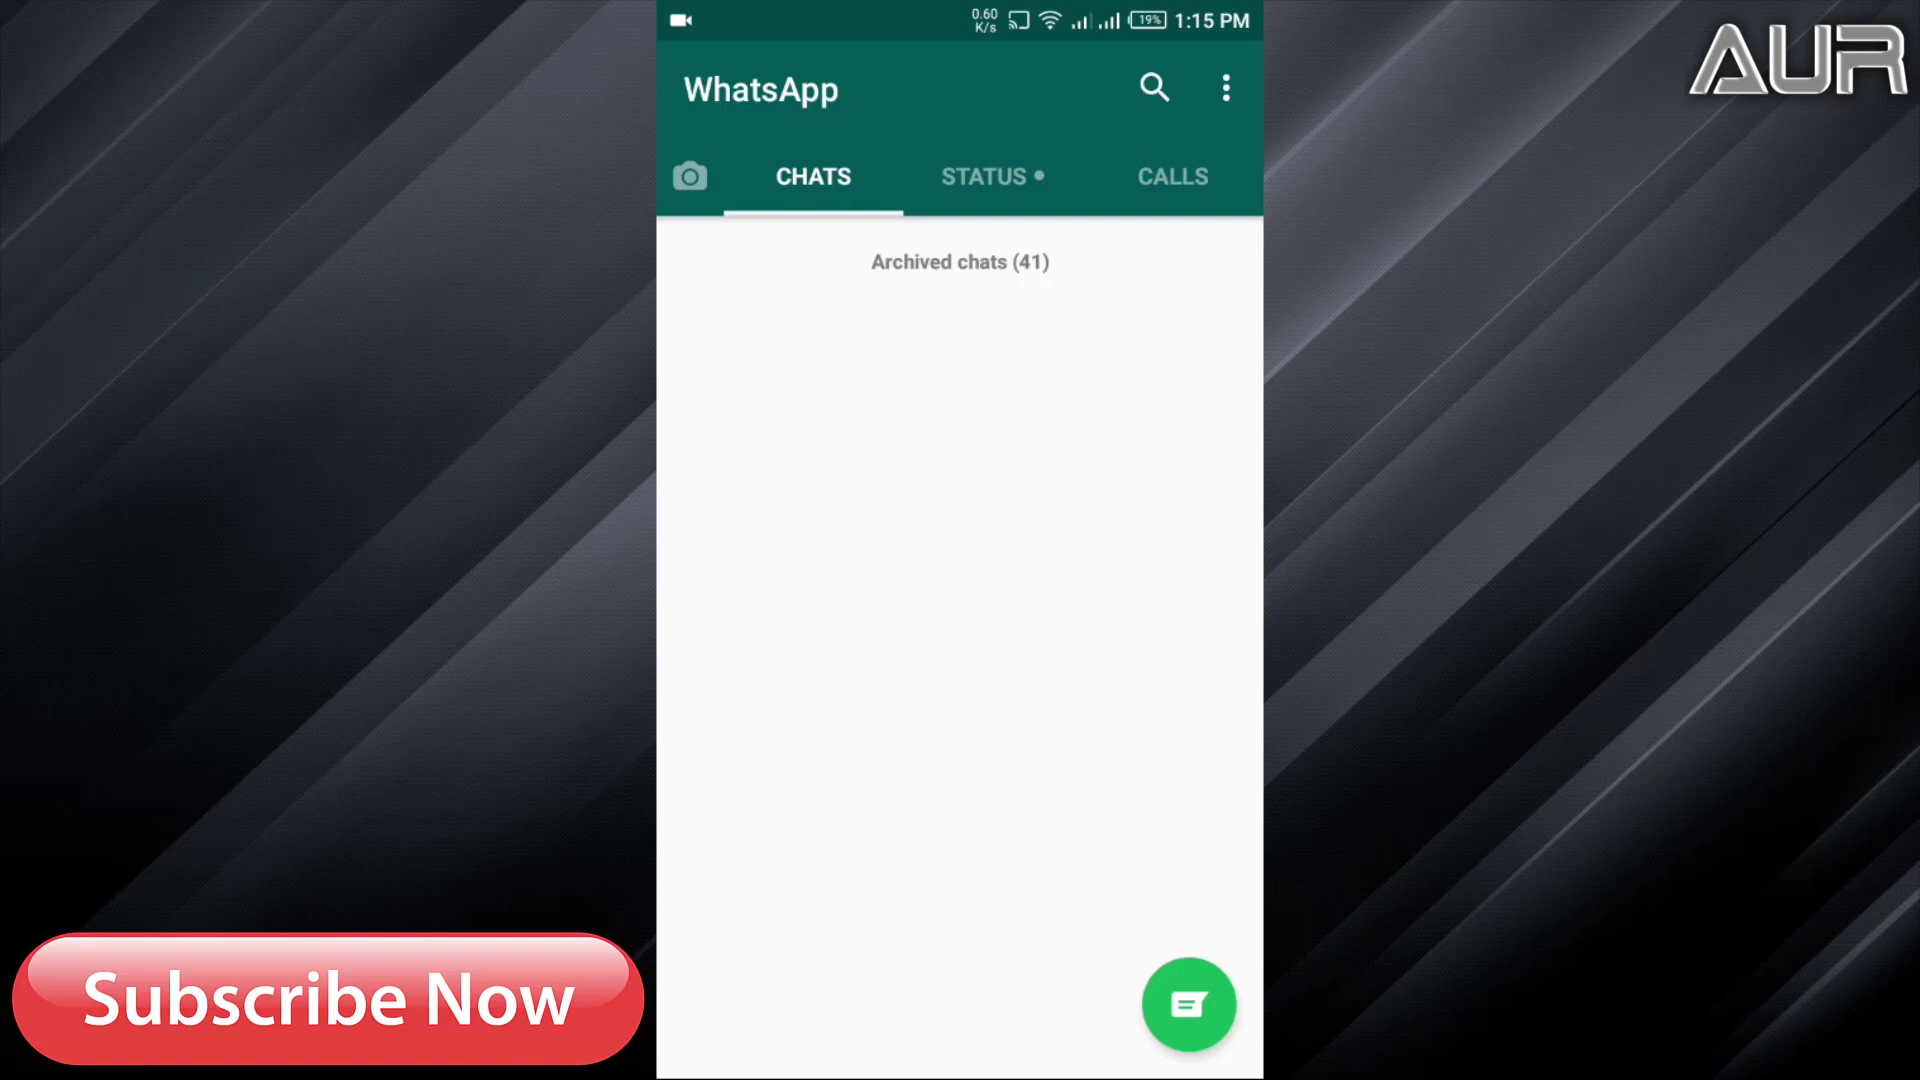 0.60
K/s
19%
1:15 PM
AUR
WhatsApp
CHATS
STATUS
CALLS
Archived chats (41)
Subscribe Now